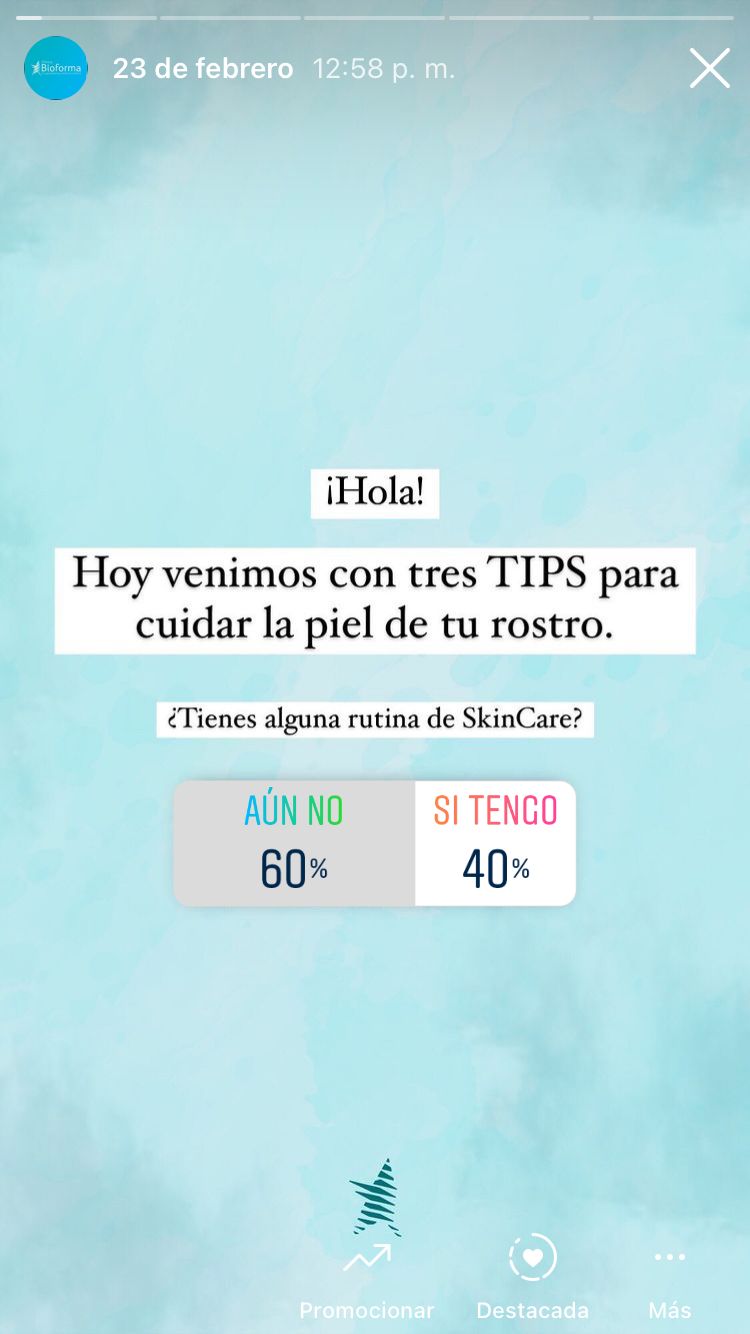 Bioforma
23 de febrero 12:58 p. m.
¡Hola!
Hoy venimos con tres TIPS para
cuidar la piel de tu rostro.
¿Tienes alguna rutina de SkinCare?
AÚN NO SI TENGO
60% 40%
Promocionar Destacada Más